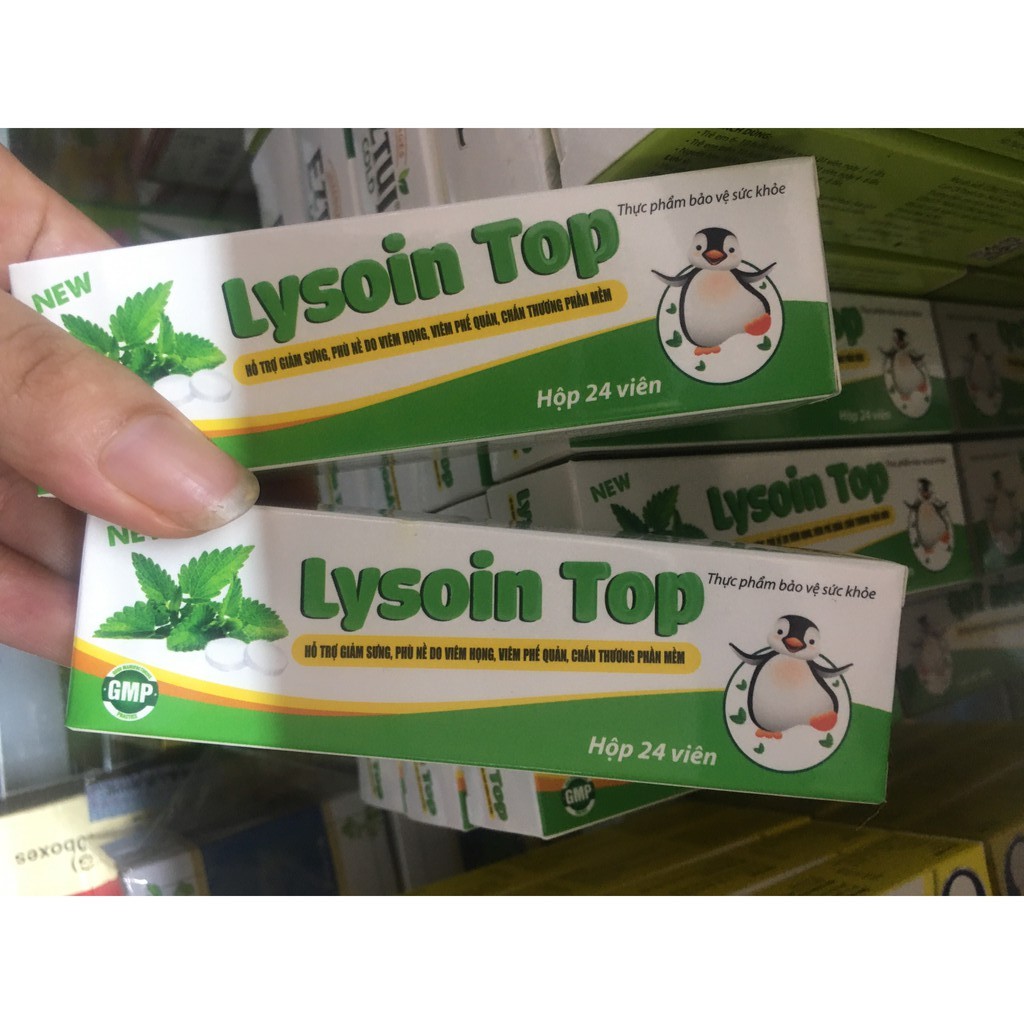 NEW
Lysoin Top
Thực phẩm bảo vệ sức khỏe
HỖ TRỢ GIẢM SƯNG, PHÙ NỀ DO VIÊM HỌNG, VIÊM PHẾ QUẢN, CHẤN THƯƠNG PHẦN MỀM
Hộp 24 viên
Lysoin Top
Thực phẩm bảo vệ sức khỏe
HỖ TRỢ GIẢM SƯNG, PHÙ NỀ DO VIÊM HỌNG, VIÊM PHẾ QUẢN, CHẤN THƯƠNG PHẦN MỀM
GMP
Hộp 24 viên
COLD
Hộp 24 viên
NEW
Lysoin Top
Top
GMP
boxes